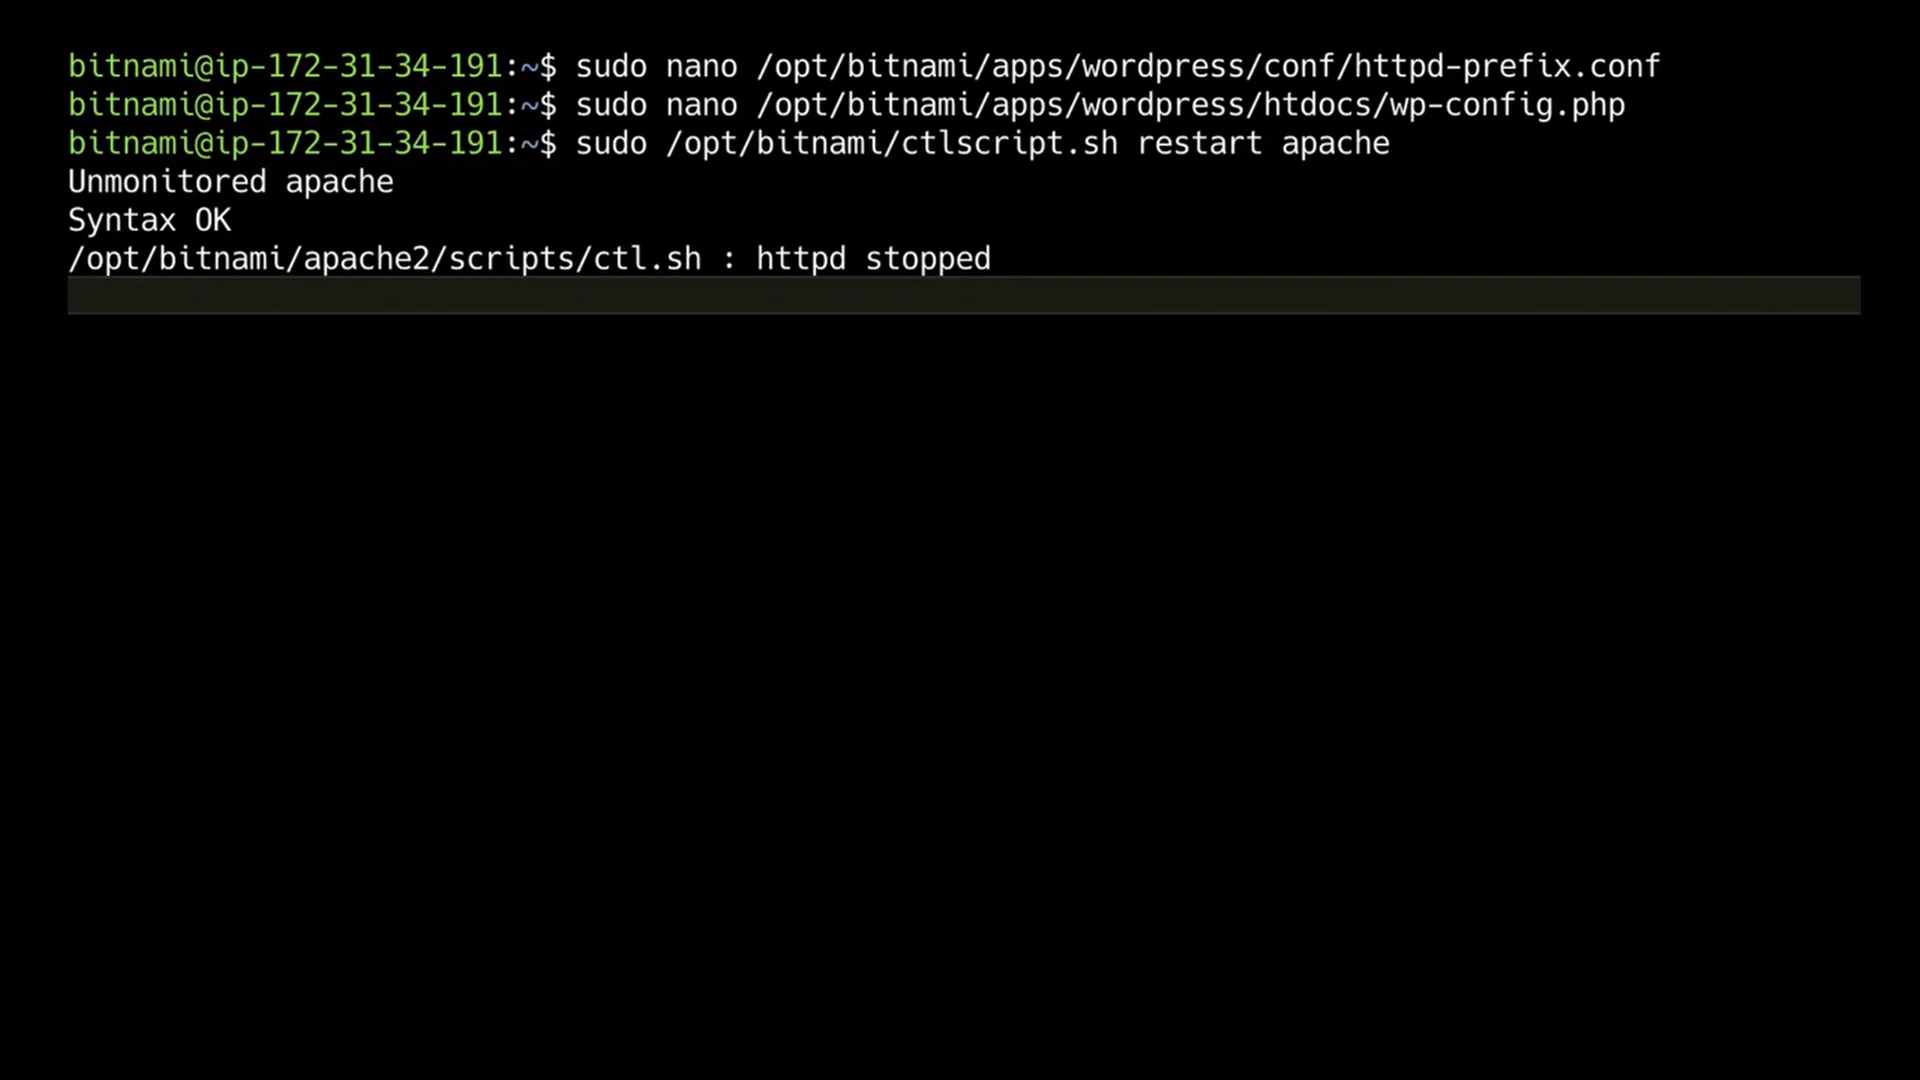 bitnami@ip-172-31-34-191:~$ sudo nano /opt/bitnami/apps/wordpress/conf/httpd-prefix.conf
bitnami@ip-172-31-34-191:~$ sudo nano /opt/bitnami/apps/wordpress/htdocs/wp-config.php
bitnami@ip-172-31-34-191:~$ sudo /opt/bitnami/ctlscript.sh restart apache
Unmonitored apache
Syntax OK
/opt/bitnami/apache2/scripts/ctl.sh : httpd stopped